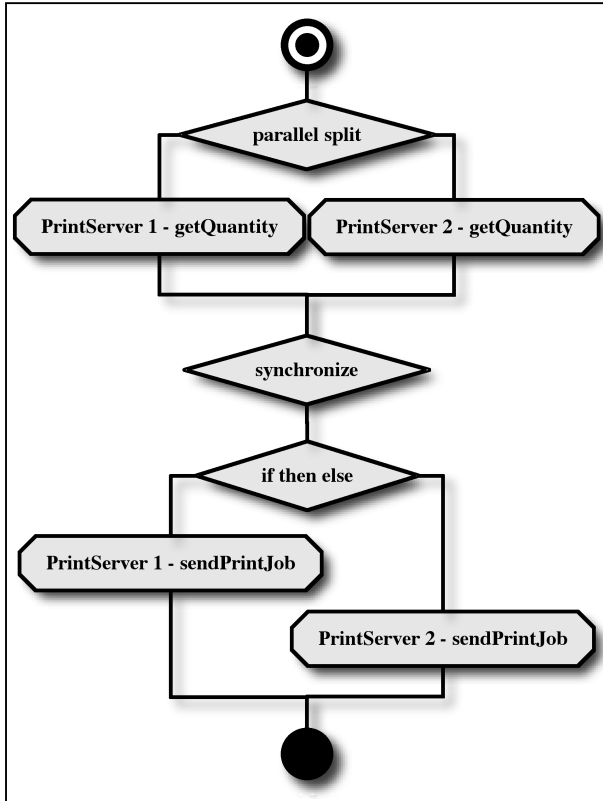 parallel split
PrintServer 1 - getQuantity
PrintServer 2 - getQuantity
synchronize
if then else
PrintServer 1 - sendPrintJob
PrintServer 2 - sendPrintJob